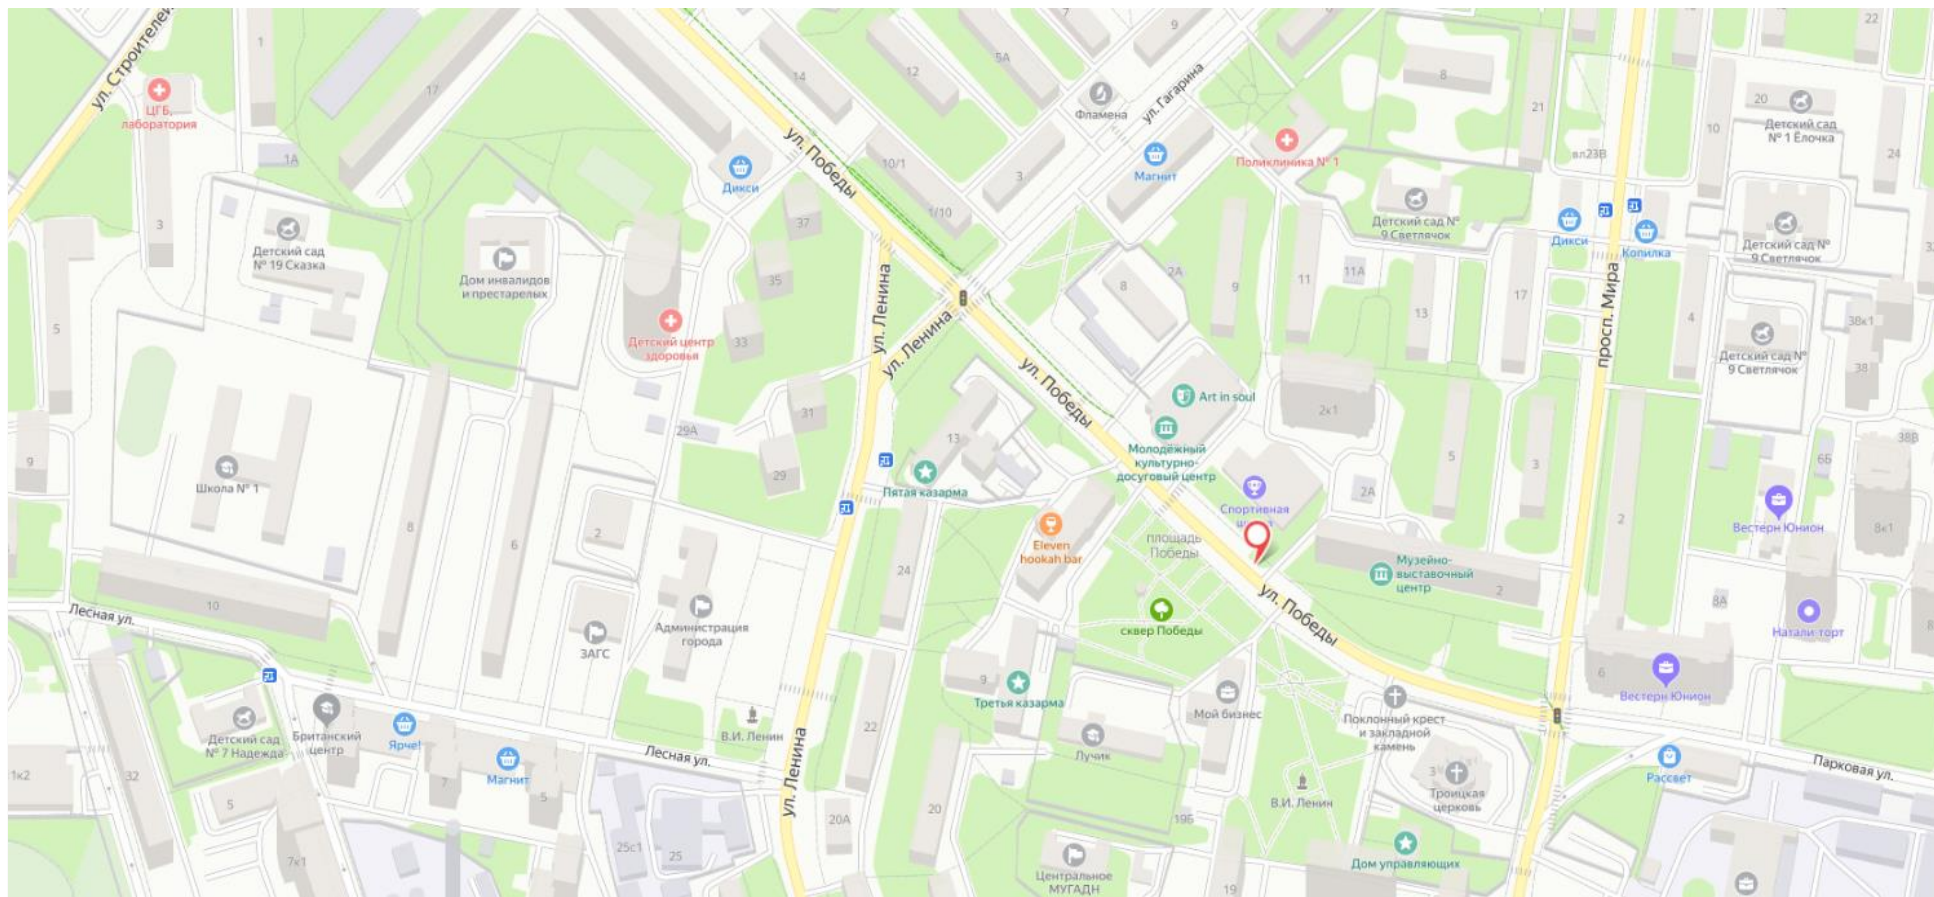 7
9
6
22
ул. Строителей
1
17
14
12
5А
Фламена
ул. Гагарина
8
21
20
Детский сад
№ 1 Ёлочка
10
24
ЦГБ,
лаборатория
1А
Дикси
ул. Победы
10/1
3
Магнит
Поликлиника № 1
вл23В
3
37
1/10
Детский сад №
9 Светлячок
Дикси
Копилка
Детский сад №
9 Светлячок
Детский сад
№ 19 Сказка
Дом инвалидов
и престарелых
35
2А
8
9
11
11А
17
просп. Мира
4
5
Детский центр
здоровья
33
ул. Ленина
ул. Ленина
13
38к1
Детский сад №
9 Светлячок
38
ул. Победы
31
29А
Art in soul
2к1
13
Молодёжный
культурно-
досуговый центр
38В
9
Школа № 1
29
Пятая казарма
5
3
6Б
Спортивная
2А
2
Вестерн Юнион
8к1
8
6
2
Eleven
hookah bar
площадь
Победы
24
Музейно-
выставочный
центр
2
10
Лесная ул.
ЗАГС
Администрация
города
сквер Победы
ул. Победы
8А
Натали-торт
9
Третья казарма
6
Вестерн Юнион
Детский сад
№ 7 Надежда
Британский
центр
Ярче!
В.И. Ленин
22
Мой бизнес
Поклонный крест
и закладной
камень
Лесная ул.
Лучик
1к2
32
Магнит
7
5
5
ул. Ленина
В.И. Ленин
3
Троицкая
церковь
Рассвет
Парковая ул.
20А
20
19Б
7к1
25с1
25
Центральное
МУГАДН
19
Дом управляющих